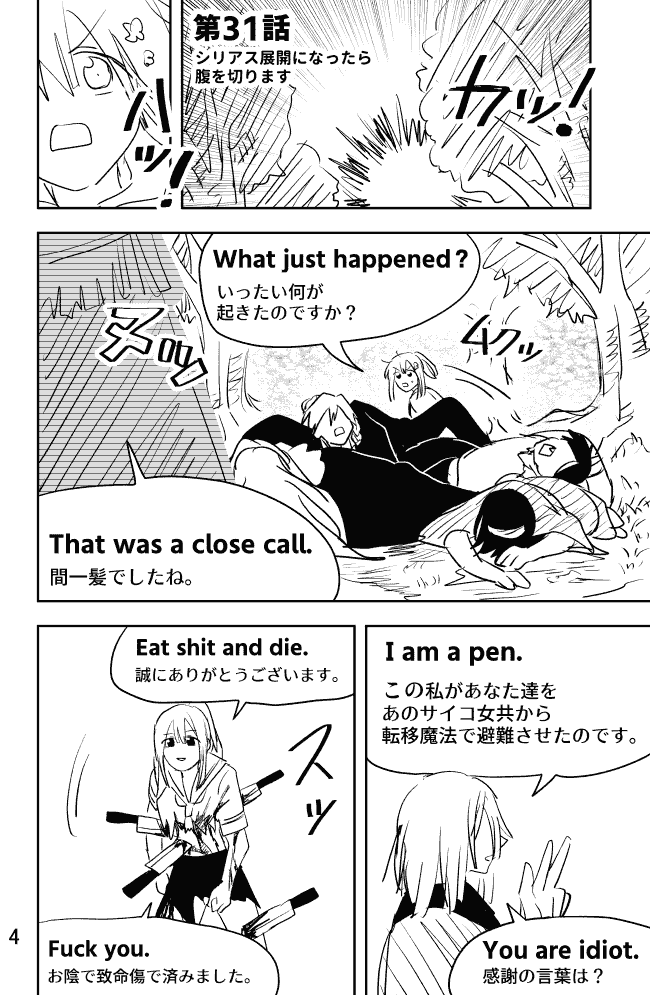 第31話
シリアス展開になったら
腹を切ります
カッ!
ハッ!
What just happened?
いったい何が
起きたのですか?
ムクッ
ヌッ
That was a close call.
間一髪でしたね。
I am a pen.
この私があなた達を
あのサイコ女共から
転移魔法で避難させたのです。
You are idiot.
感謝の言葉は?
Eat shit and die.
誠にありがとうございます。
スッ
Fuck you.
お陰で致命傷で済みました。
4